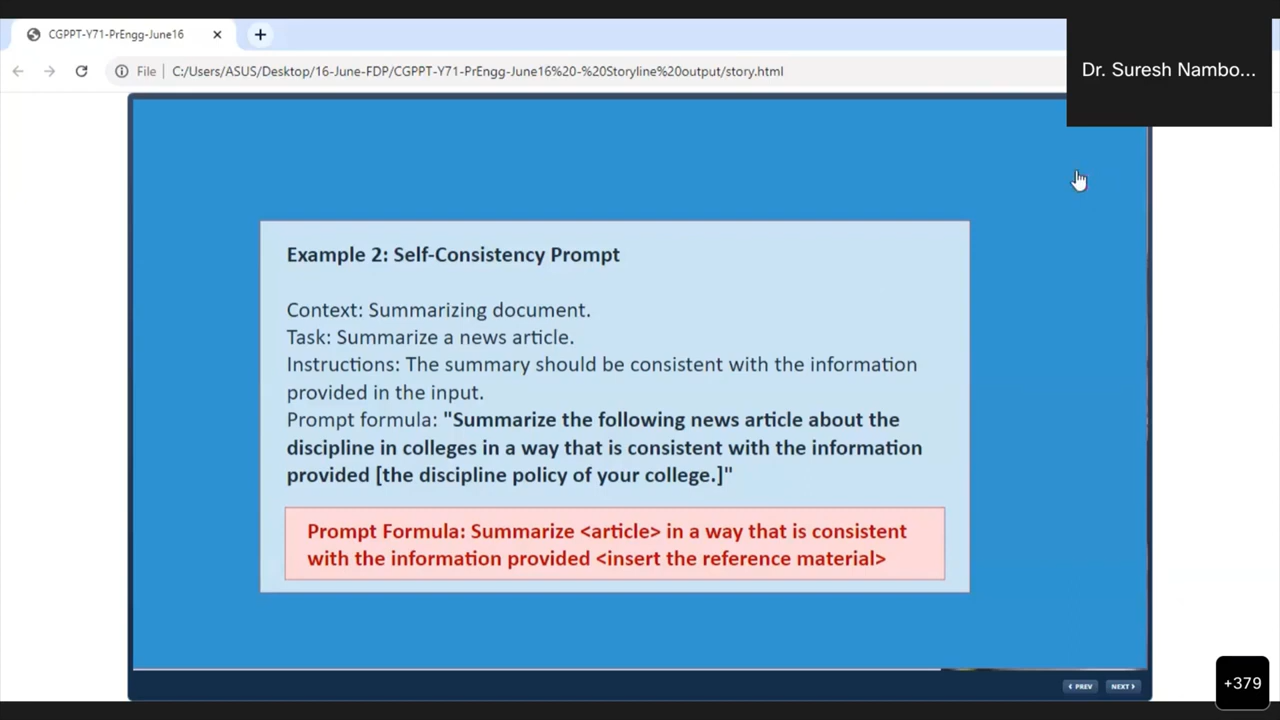 CGPPT-Y71-PrEngg-June16
File
C:/Users/ASUS/Desktop/16-June-FDP/CGPPT-Y71-PrEngg-June16%20-%20Storyline%20output/story.html
Dr. Suresh Nambo...
Example 2: Self-Consistency Prompt
Context: Summarizing document.
Task: Summarize a news article.
Instructions: The summary should be consistent with the information
provided in the input.
Prompt formula: "Summarize the following news article about the
discipline in colleges in a way that is consistent with the information
provided [the discipline policy of your college.]"
Prompt Formula: Summarize <article> in a way that is consistent
with the information provided <insert the reference material>
PREV
NEXT
+379